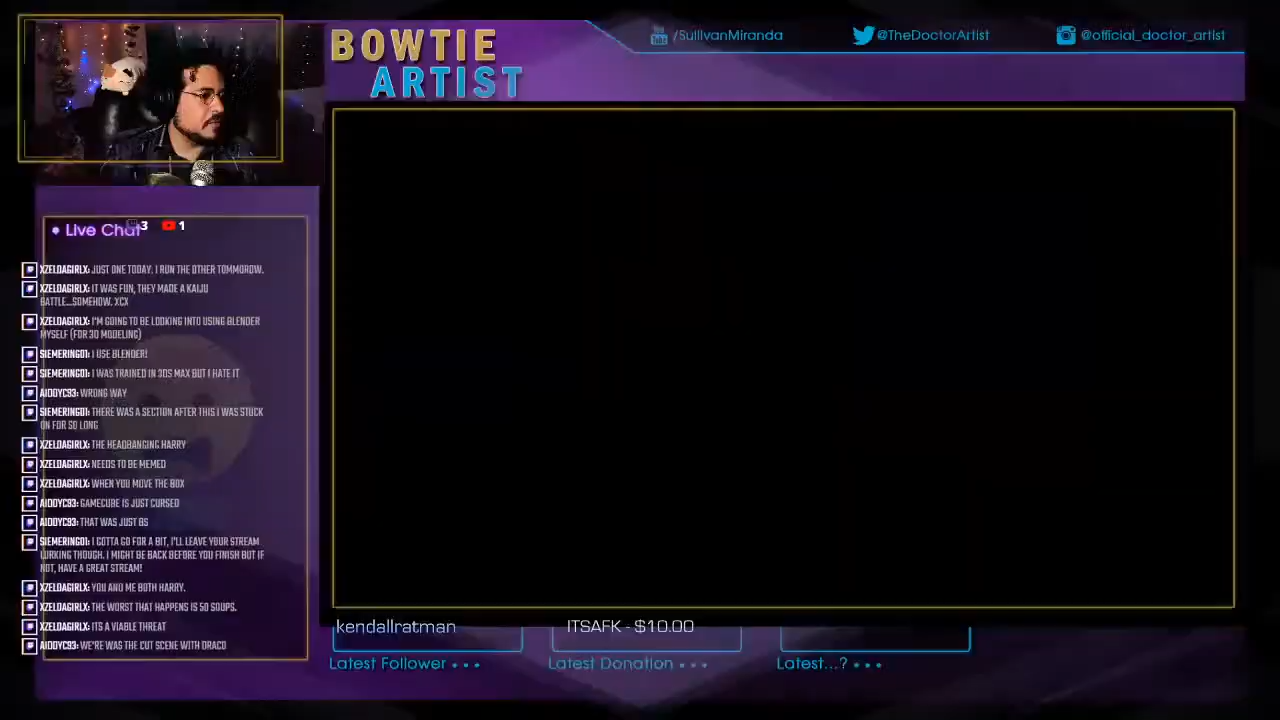 BOWTIE
ARTIST
/SullvanMiranda
@TheDoctorArtist
@official_doctor_artist
Live Chat
3
1
XZELDAGIRLX: JUST ONE TODAY. I RUN THE OTHER TOMMOROW.
XZELDAGIRLX: IT WAS FUN, THEY MADE A KAIJU
BATTLE...SOMEHOW. XCX
XZELDAGIRLX: I'M GOING TO BE LOOKING INTO USING BLENDER
MYSELF (FOR 3D MODELING)
SIEMERING01: I USE BLENDER!
SIEMERING01: I WAS TRAINED IN 3DS MAX BUT I HATE IT
AIDDYC93: WRONG WAY
SIEMERING01: THERE WAS A SECTION AFTER THIS I WAS STUCK
ON FOR SO LONG
XZELDAGIRLX: THE HEADBANGING HARRY
XZELDAGIRLX: NEEDS TO BE MEMED
XZELDAGIRLX: WHEN YOU MOVE THE BOX
AIDDYC93: GAMECUBE IS JUST CURSED
AIDDYC93: THAT WAS JUST BS
SIEMERING01: I GOTTA GO FOR A BIT, I'LL LEAVE YOUR STREAM
LURKING THOUGH. I MIGHT BE BACK BEFORE YOU FINISH BUT IF
NOT, HAVE A GREAT STREAM!
XZELDAGIRLX: YOU AND ME BOTH HARRY.
XZELDAGIRLX: THE WORST THAT HAPPENS IS 50 SOUPS.
XZELDAGIRLX: ITS A VIABLE THREAT
AIDDYC93: WE'RE WAS THE CUT SCENE WITH DRACO
kendallratman
ITSAFK - $10.00
Latest Follower
Latest Donation
Latest...?